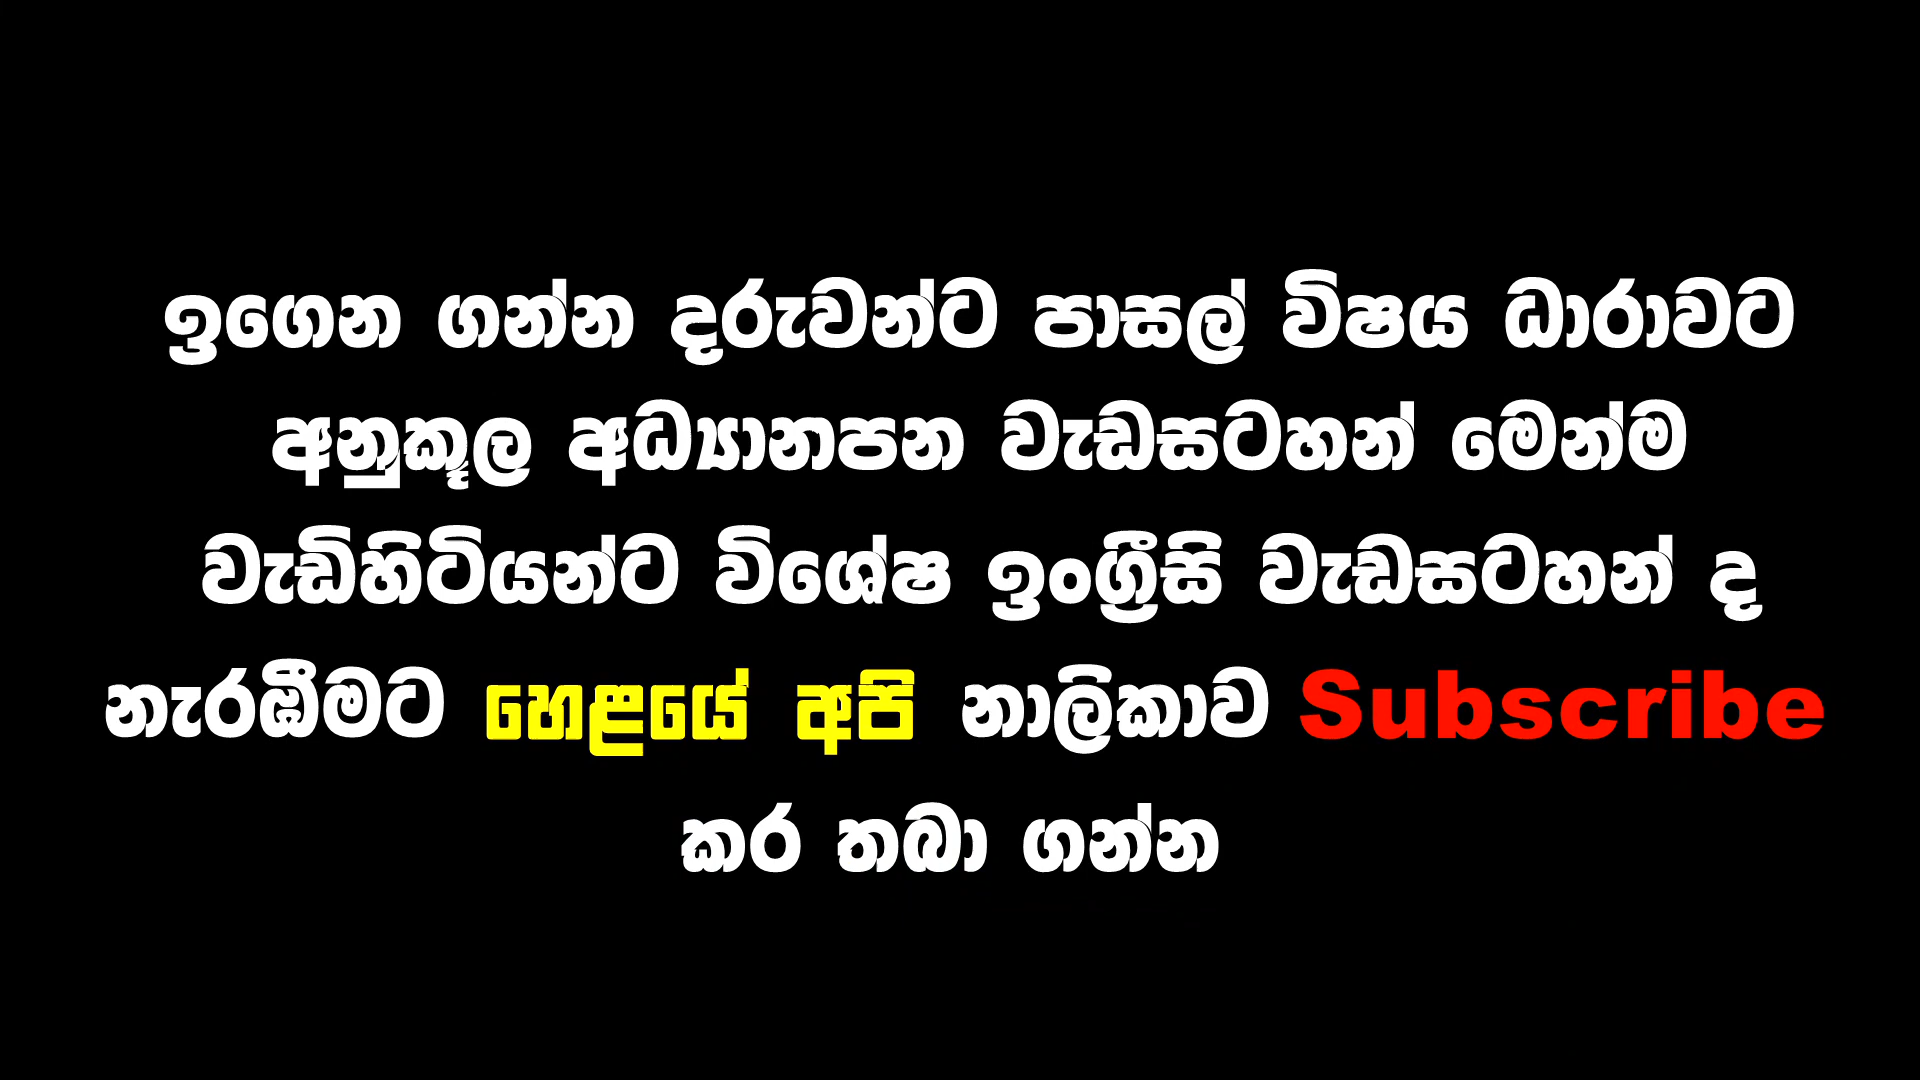 ඉගෙන ගන්න දරුවන්ට පාසල් විෂය ධාරාවට
අනුකූල අධ්‍යානපන වැඩසටහන් මෙන්ම
වැඩිහිටියන්ට විශේෂ ඉංග්‍රීසි වැඩසටහන් ද
නැරඹීමට හෙළයේ අපි නාලිකාව Subscribe
කර තබා ගන්න